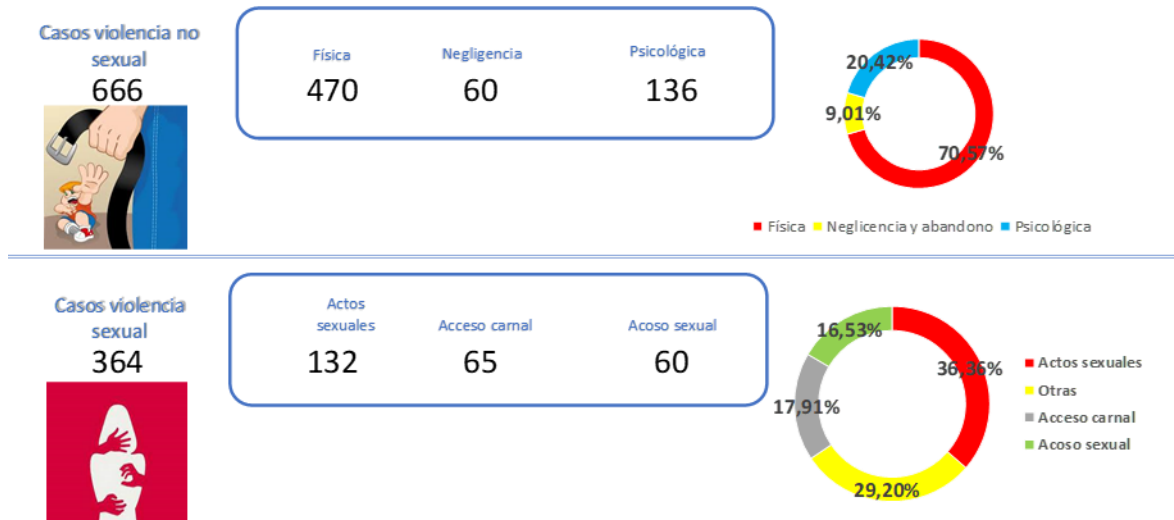 Casos violencia no
sexual
666
Física
Negligencia
Psicológica
470
60
136
20,42%
9,01%
70,57%
Física
Neglicencia y abandono
Psicológica
Casos violencia
sexual
364
Actos
sexuales
Acceso carnal
Acoso sexual
132
65
60
16,53%
36,36%
17,91%
29,20%
Actos sexuales
Otras
Acceso carnal
Acoso sexual